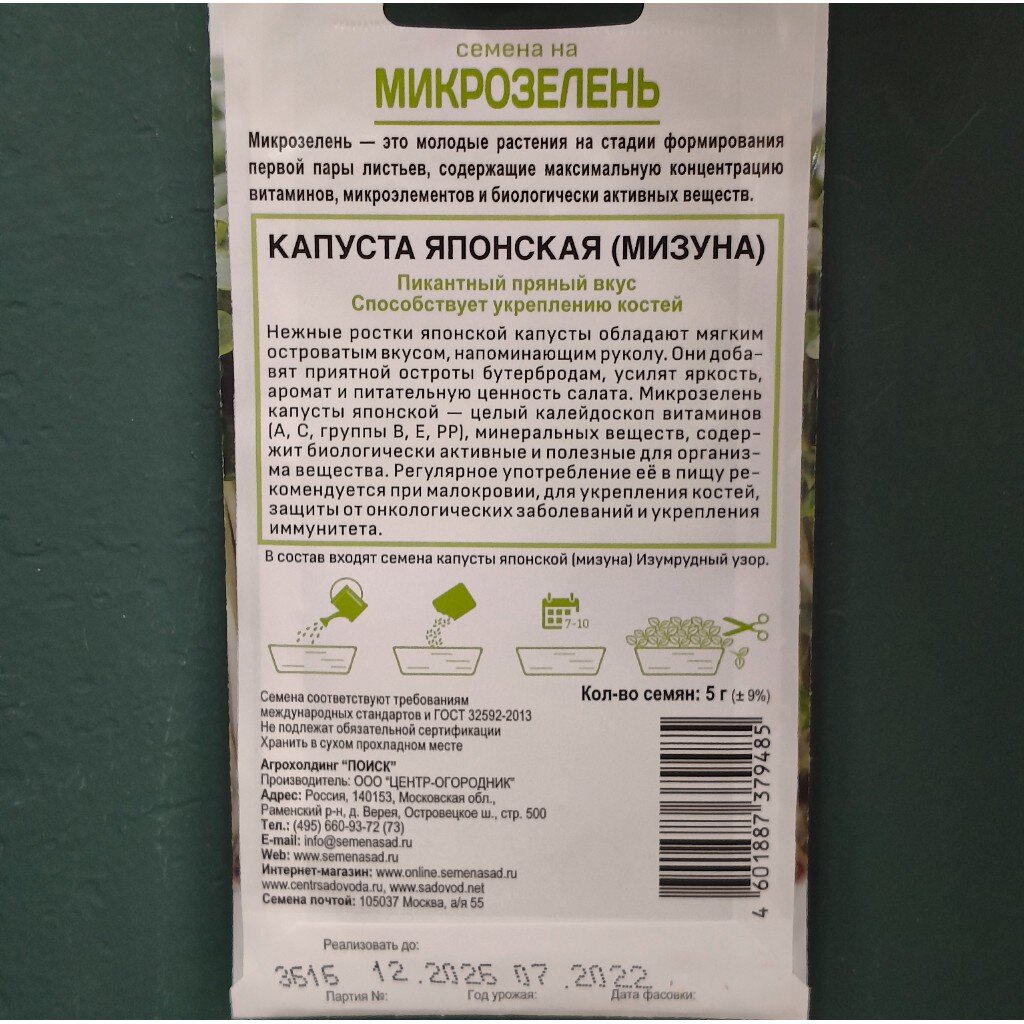 семена на
МИКРОЗЕЛЕНЬ
Микрозелень — это молодые растения на стадии формирования
первой пары листьев, содержащие максимальную концентрацию
витаминов, микроэлементов и биологически активных веществ.
КАПУСТА ЯПОНСКАЯ (МИЗУНА)
Пикантный пряный вкус
Способствует укреплению костей
Нежные ростки японской капусты обладают мягким
островатым вкусом, напоминающим руколу. Они доба-
вят приятной остроты бутербродам, усилят яркость,
аромат и питательную ценность салата. Микрозелень
капусты японской — целый калейдоскоп витаминов
(А, С, группы В, Е, РР), минеральных веществ, содер-
жит биологически активные и полезные для организ-
ма вещества. Регулярное употребление её в пищу ре-
комендуется при малокровии, для укрепления костей,
защиты от онкологических заболеваний и укрепления
иммунитета.
В состав входят семена капусты японской (мизуна) Изумрудный узор.
7-10
Кол-во семян: 5 г (± 9%)
Семена соответствуют требованиям
международных стандартов и ГОСТ 32592-2013
Не подлежат обязательной сертификации
Хранить в сухом прохладном месте
Агрохолдинг "ПОИСК"
Производитель: ООО "ЦЕНТР-ОГОРОДНИК"
Адрес: Россия, 140153, Московская обл.,
Раменский р-н, д. Верея, Островецкое ш., стр. 500
Тел.: (495) 660-93-72 (73)
E-mail: info@semenasad.ru
Web: www.semenasad.ru
Интернет-магазин: www.online.semenasad.ru
www.centrsadovoda.ru, www.sadovod.net
Семена почтой: 105037 Москва, а/я 55
4 601887 379485
Реализовать до:
3616 12.2026 07.2022
Партия №: Год урожая: Дата фасовки: